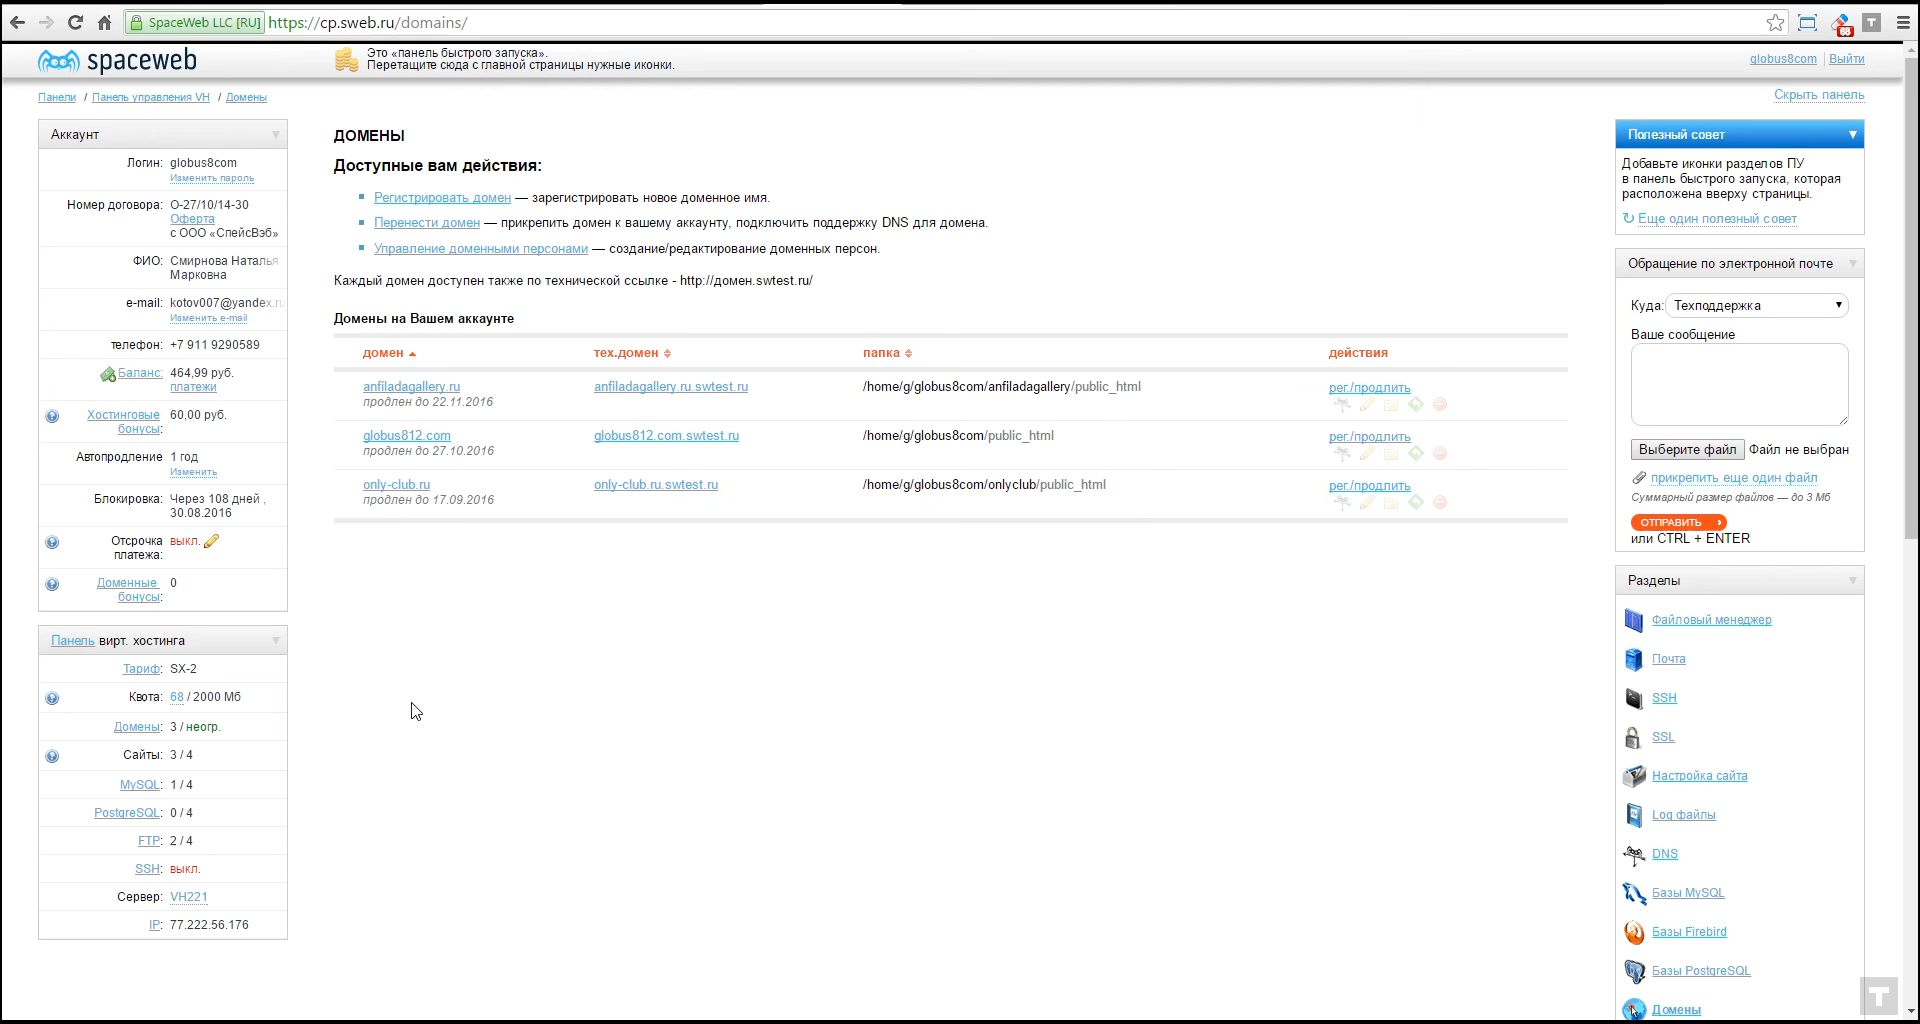 SpaceWeb LLC [RU] https://cp.sweb.ru/domains/
68
T
spaceweb
Это «панель быстрого запуска».
Перетащите сюда с главной страницы нужные иконки.
globus8com Выйти
Панели / Панель управления VH / Домены
Скрыть панель
Аккаунт
Логин: globus8com
Изменить пароль
Номер договора: О-27/10/14-30
Оферта
с ООО «СпейсВэб»
ФИО: Смирнова Наталья
Марковна
e-mail: kotov007@yandex.ru
Изменить e-mail
телефон: +7 911 9290589
Баланс: 464,99 руб.
платежи
Хостинговые бонусы: 60,00 руб.
Автопродление 1 год
Изменить
Блокировка: Через 108 дней ,
30.08.2016
Отсрочка платежа: выкл.
Доменные бонусы: 0
Панель вирт. хостинга
Тариф: SX-2
Квота: 68 / 2000 Мб
Домены: 3 / неогр.
Сайты: 3 / 4
MySQL: 1 / 4
PostgreSQL: 0 / 4
FTP: 2 / 4
SSH: выкл.
Сервер: VH221
IP: 77.222.56.176
ДОМЕНЫ
Доступные вам действия:
Регистрировать домен — зарегистрировать новое доменное имя.
Перенести домен — прикрепить домен к вашему аккаунту, подключить поддержку DNS для домена.
Управление доменными персонами — создание/редактирование доменных персон.
Каждый домен доступен также по технической ссылке - http://домен.swtest.ru/
Домены на Вашем аккаунте
домен тех.домен папка действия
anfiladagallery.ru anfiladagallery.ru.swtest.ru /home/g/globus8com/anfiladagallery/public_html рег./продлить
продлен до 22.11.2016
globus812.com globus812.com.swtest.ru /home/g/globus8com/public_html рег./продлить
продлен до 27.10.2016
only-club.ru only-club.ru.swtest.ru /home/g/globus8com/onlyclub/public_html рег./продлить
продлен до 17.09.2016
Полезный совет
Добавьте иконки разделов ПУ
в панель быстрого запуска, которая
расположена вверху страницы.
Еще один полезный совет
Обращение по электронной почте
Куда: Техподдержка
Ваше сообщение
Выберите файл Файл не выбран
прикрепить еще один файл
Суммарный размер файлов — до 3 Мб
ОТПРАВИТЬ
или CTRL + ENTER
Разделы
Файловый менеджер
Почта
SSH
SSL
Настройка сайта
Log файлы
DNS
Базы MySQL
Базы Firebird
Базы PostgreSQL
Домены
T